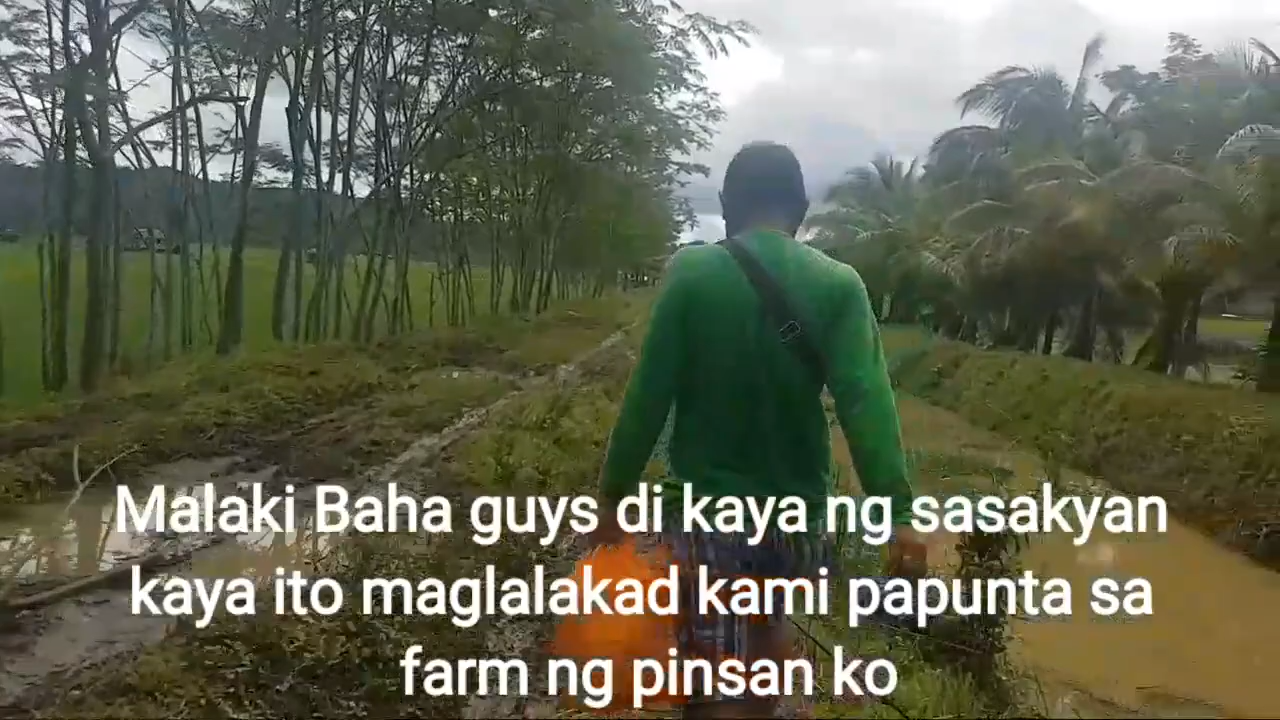 Malaki Baha guys di kaya ng sasakyan
kaya ito maglalakad kami papunta sa
farm ng pinsan ko